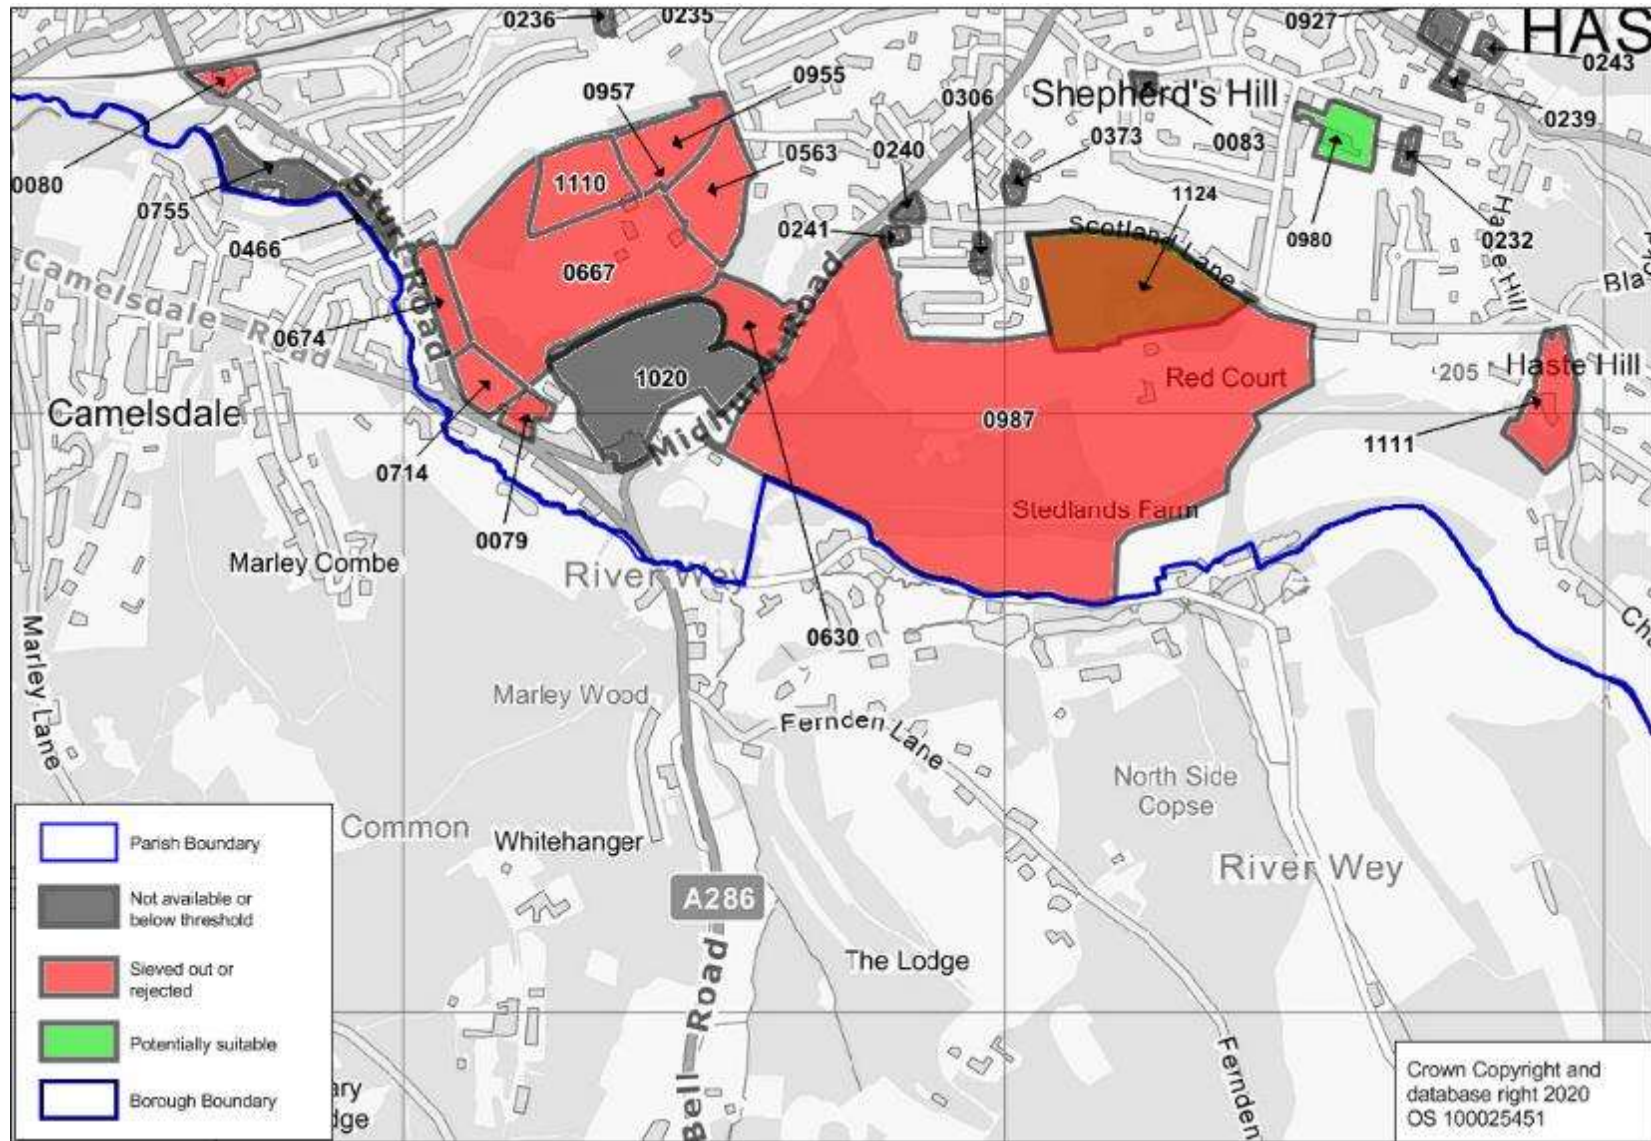 0236
0235
0927
HAS
0243
0955
0957
0306
Shepherd's Hill
0239
0373
0083
0080
0563
0240
1110
0755
1124
0241
Scotland Lane
0980
0232
Haste Hill
0466
Sturt Road
Camelsdale Road
0667
Bla
0674
Midhurst Road
1020
Red Court
205
Haste Hill
Camelsdale
0987
1111
0714
0079
Stedlands Farm
Marley Combe
River Wey
0630
Marley Lane
Marley Wood
Fernden Lane
North Side
Copse
Common
Whitehanger
River Wey
A286
The Lodge
Bell Road
Fernden
Parish Boundary
Not available or
below threshold
Sieved out or
rejected
Potentially suitable
Borough Boundary
ary
dge
Crown Copyright and
database right 2020
OS 100025451